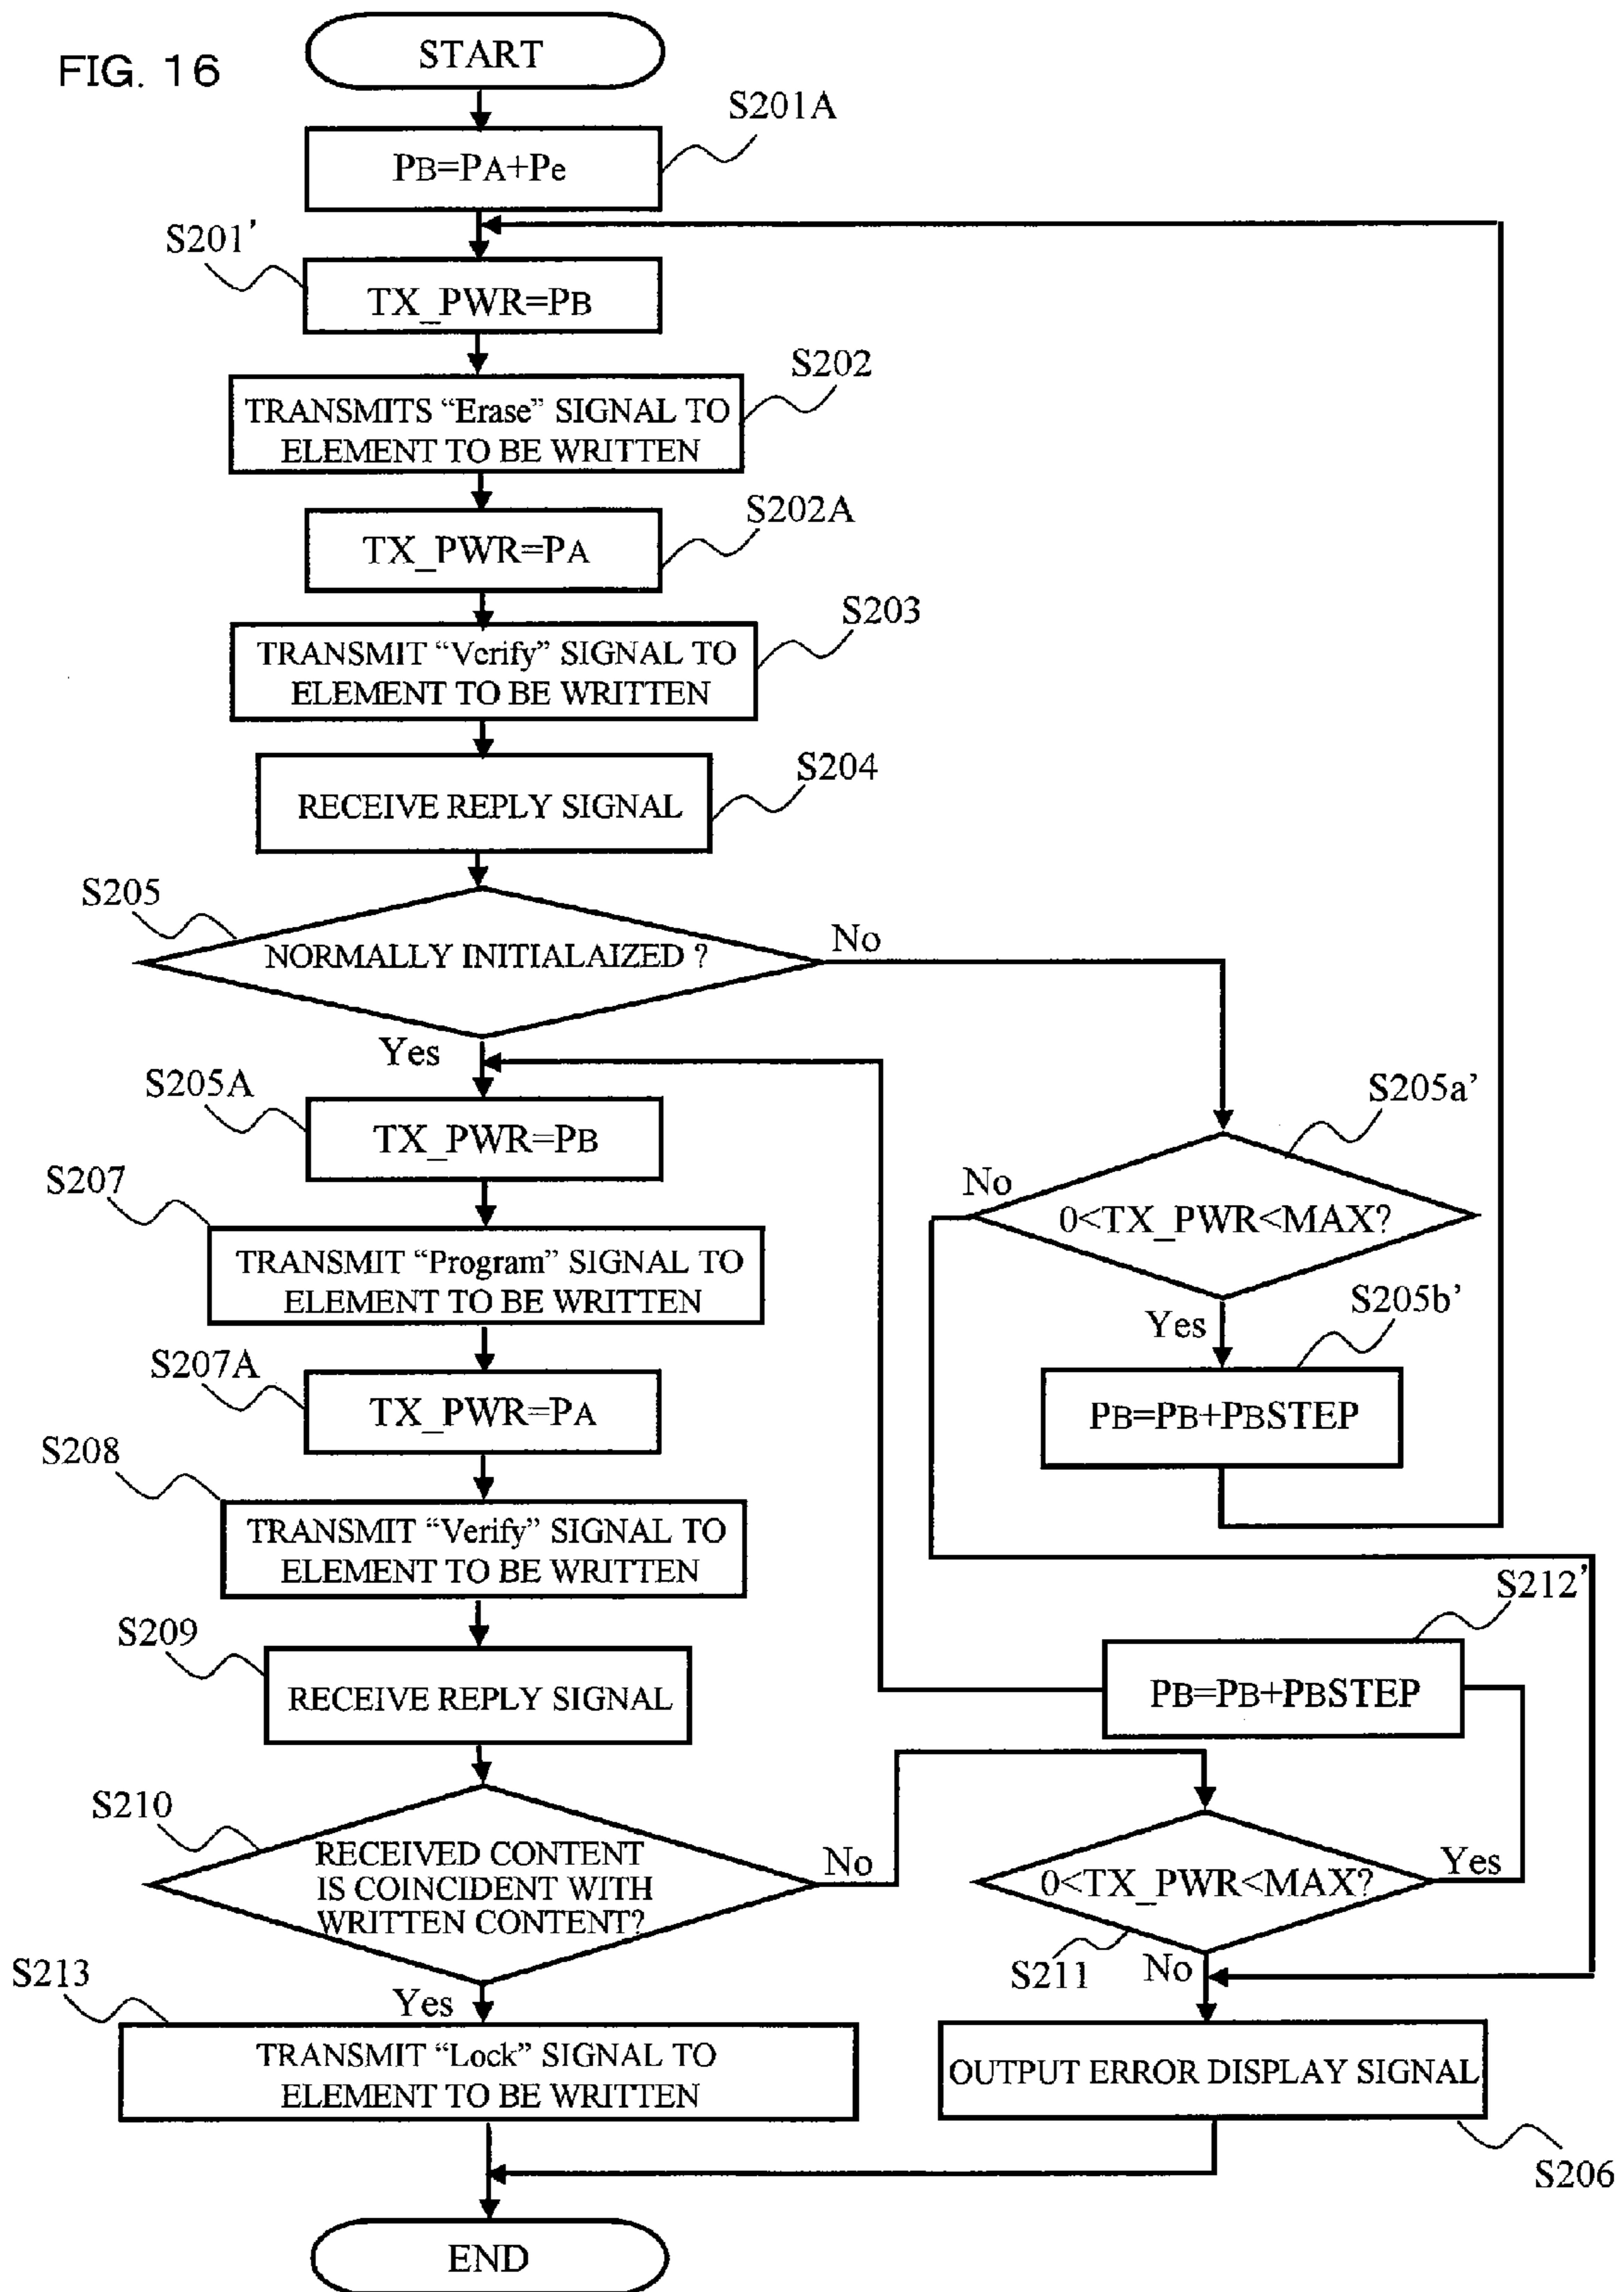 FIG. 16
START
S201A
PB=PA+Pe
S201’
TX_PWR=PB
S202
TRANSMITS “Erase” SIGNAL TO
ELEMENT TO BE WRITTEN
S202A
TX_PWR=PA
S203
TRANSMIT “Verify” SIGNAL TO
ELEMENT TO BE WRITTEN
S204
RECEIVE REPLY SIGNAL
S205
NORMALLY INITIALAIZED ?
No
Yes
S205A
TX_PWR=PB
S205a’
No
0<TX_PWR<MAX?
S207
TRANSMIT “Program” SIGNAL TO
ELEMENT TO BE WRITTEN
Yes
S205b’
PB=PB+PBSTEP
S207A
TX_PWR=PA
S208
TRANSMIT “Verify” SIGNAL TO
ELEMENT TO BE WRITTEN
S212’
PB=PB+PBSTEP
S209
RECEIVE REPLY SIGNAL
S210
RECEIVED CONTENT
IS COINCIDENT WITH
WRITTEN CONTENT?
No
0<TX_PWR<MAX?
Yes
S211
No
Yes
S213
TRANSMIT “Lock” SIGNAL TO
ELEMENT TO BE WRITTEN
OUTPUT ERROR DISPLAY SIGNAL
S206
END